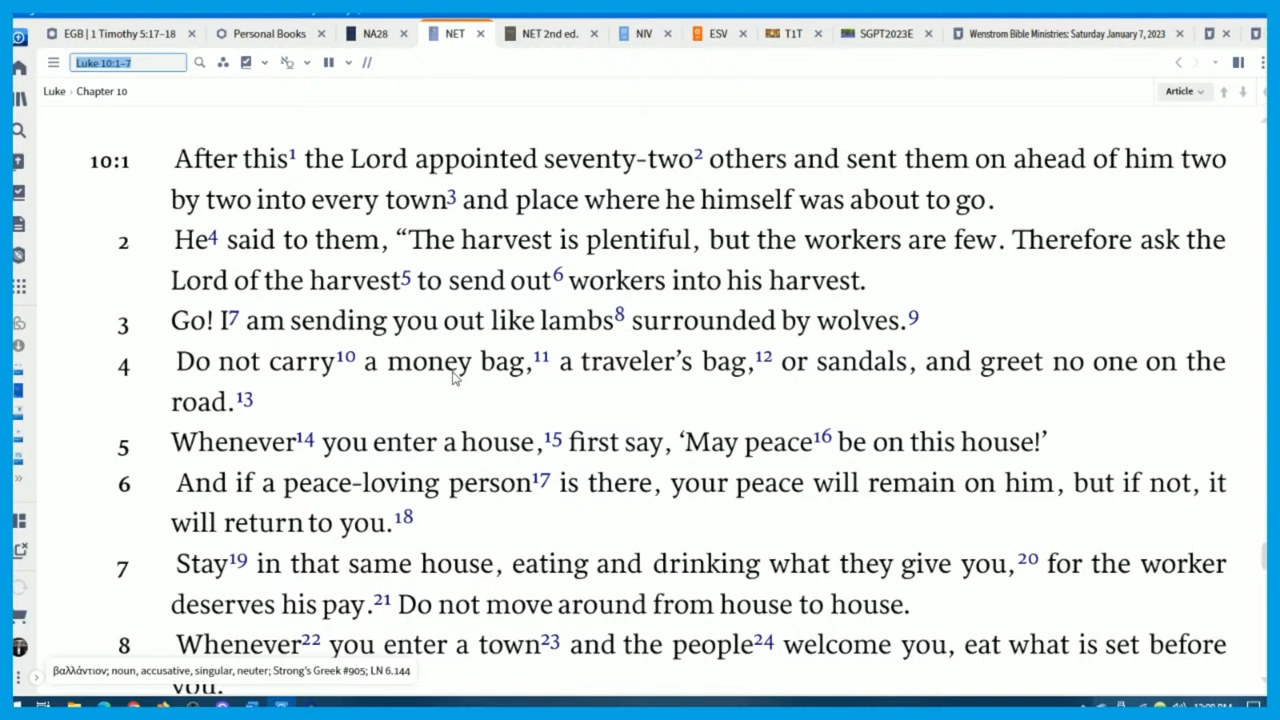 EGB | 1 Timothy 5:17–18 Personal Books NA28 NET NET 2nd ed. NIV ESV T1T SGPT2023E Wenstrom Bible Ministries: Saturday January 7, 2023
Luke 10:1–7
Luke › Chapter 10 Article
10:1 After this¹ the Lord appointed seventy-two² others and sent them on ahead of him two
by two into every town³ and place where he himself was about to go.
2 He⁴ said to them, “The harvest is plentiful, but the workers are few. Therefore ask the
Lord of the harvest⁵ to send out⁶ workers into his harvest.
3 Go! I⁷ am sending you out like lambs⁸ surrounded by wolves.⁹
4 Do not carry¹⁰ a money bag,¹¹ a traveler’s bag,¹² or sandals, and greet no one on the
road.¹³
5 Whenever¹⁴ you enter a house,¹⁵ first say, ‘May peace¹⁶ be on this house!’
6 And if a peace-loving person¹⁷ is there, your peace will remain on him, but if not, it
will return to you.¹⁸
7 Stay¹⁹ in that same house, eating and drinking what they give you,²⁰ for the worker
deserves his pay.²¹ Do not move around from house to house.
8 Whenever²² you enter a town²³ and the people²⁴ welcome you, eat what is set before
you.
βαλλάντιον; noun, accusative, singular, neuter; Strong’s Greek #905; LN 6.144